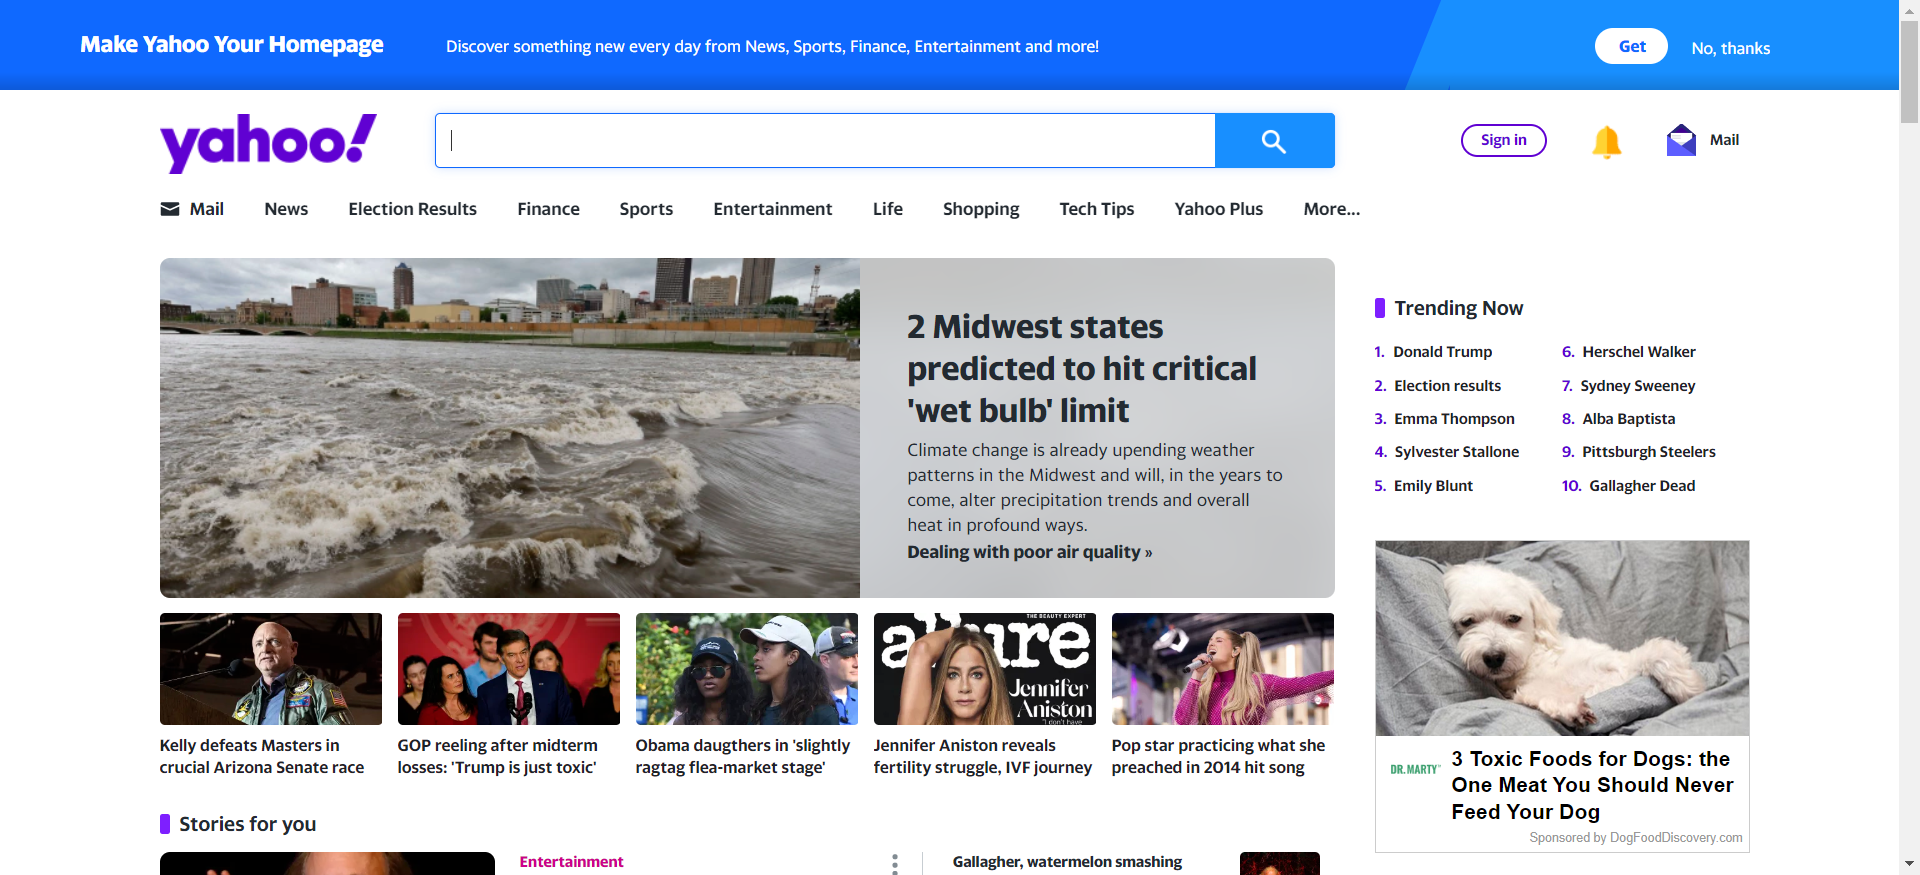 Make Yahoo Your Homepage
Discover something new every day from News, Sports, Finance, Entertainment and more!
Get
No, thanks
yahoo!
Sign in
Mail
Mail
News
Election Results
Finance
Sports
Entertainment
Life
Shopping
Tech Tips
Yahoo Plus
More...
2 Midwest states
predicted to hit critical
'wet bulb' limit
Climate change is already upending weather
patterns in the Midwest and will, in the years to
come, alter precipitation trends and overall
heat in profound ways.
Dealing with poor air quality »
THE BEAUTY EXPERT
allure
Jennifer
Aniston
"I don't have
Kelly defeats Masters in
crucial Arizona Senate race
GOP reeling after midterm
losses: 'Trump is just toxic'
Obama daugthers in 'slightly
ragtag flea-market stage'
Jennifer Aniston reveals
fertility struggle, IVF journey
Pop star practicing what she
preached in 2014 hit song
Stories for you
Entertainment
Gallagher, watermelon smashing
Trending Now
1. Donald Trump
2. Election results
3. Emma Thompson
4. Sylvester Stallone
5. Emily Blunt
6. Herschel Walker
7. Sydney Sweeney
8. Alba Baptista
9. Pittsburgh Steelers
10. Gallagher Dead
DR. MARTY™
3 Toxic Foods for Dogs: the
One Meat You Should Never
Feed Your Dog
Sponsored by DogFoodDiscovery.com